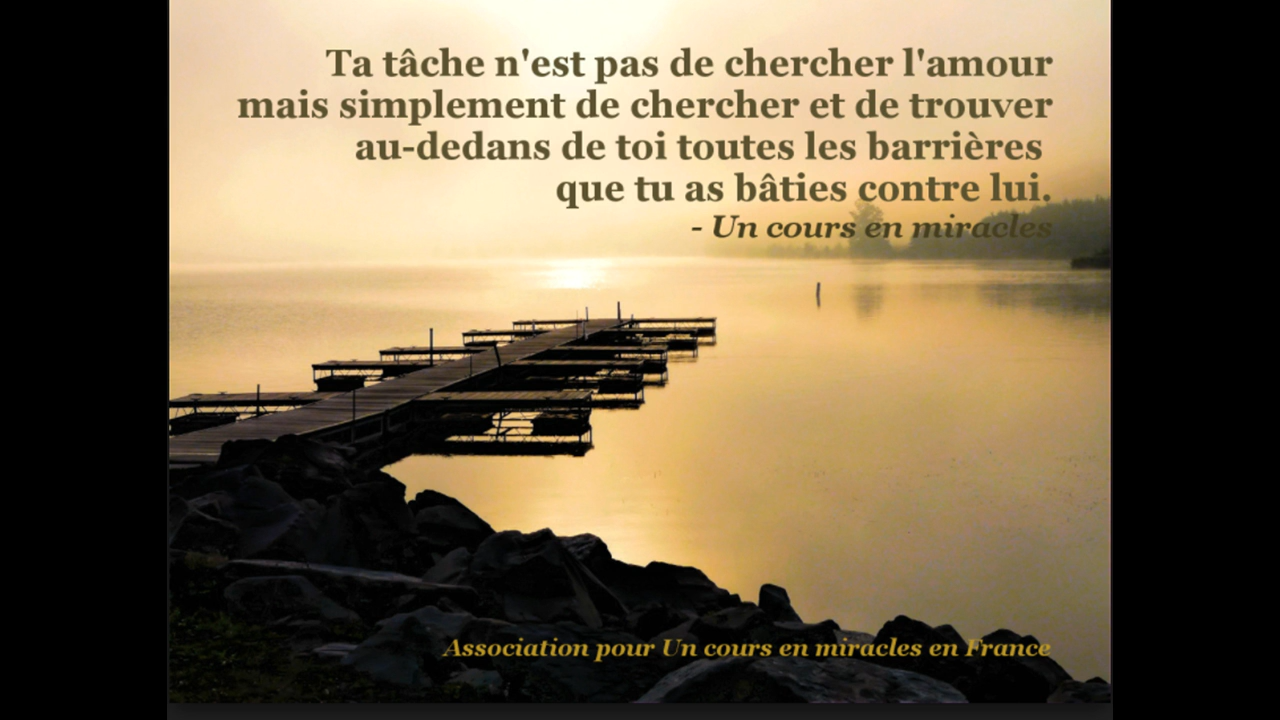 Ta tâche n'est pas de chercher l'amour
mais simplement de chercher et de trouver
au-dedans de toi toutes les barrières
que tu as bâties contre lui.
- Un cours en miracles
Association pour Un cours en miracles en France